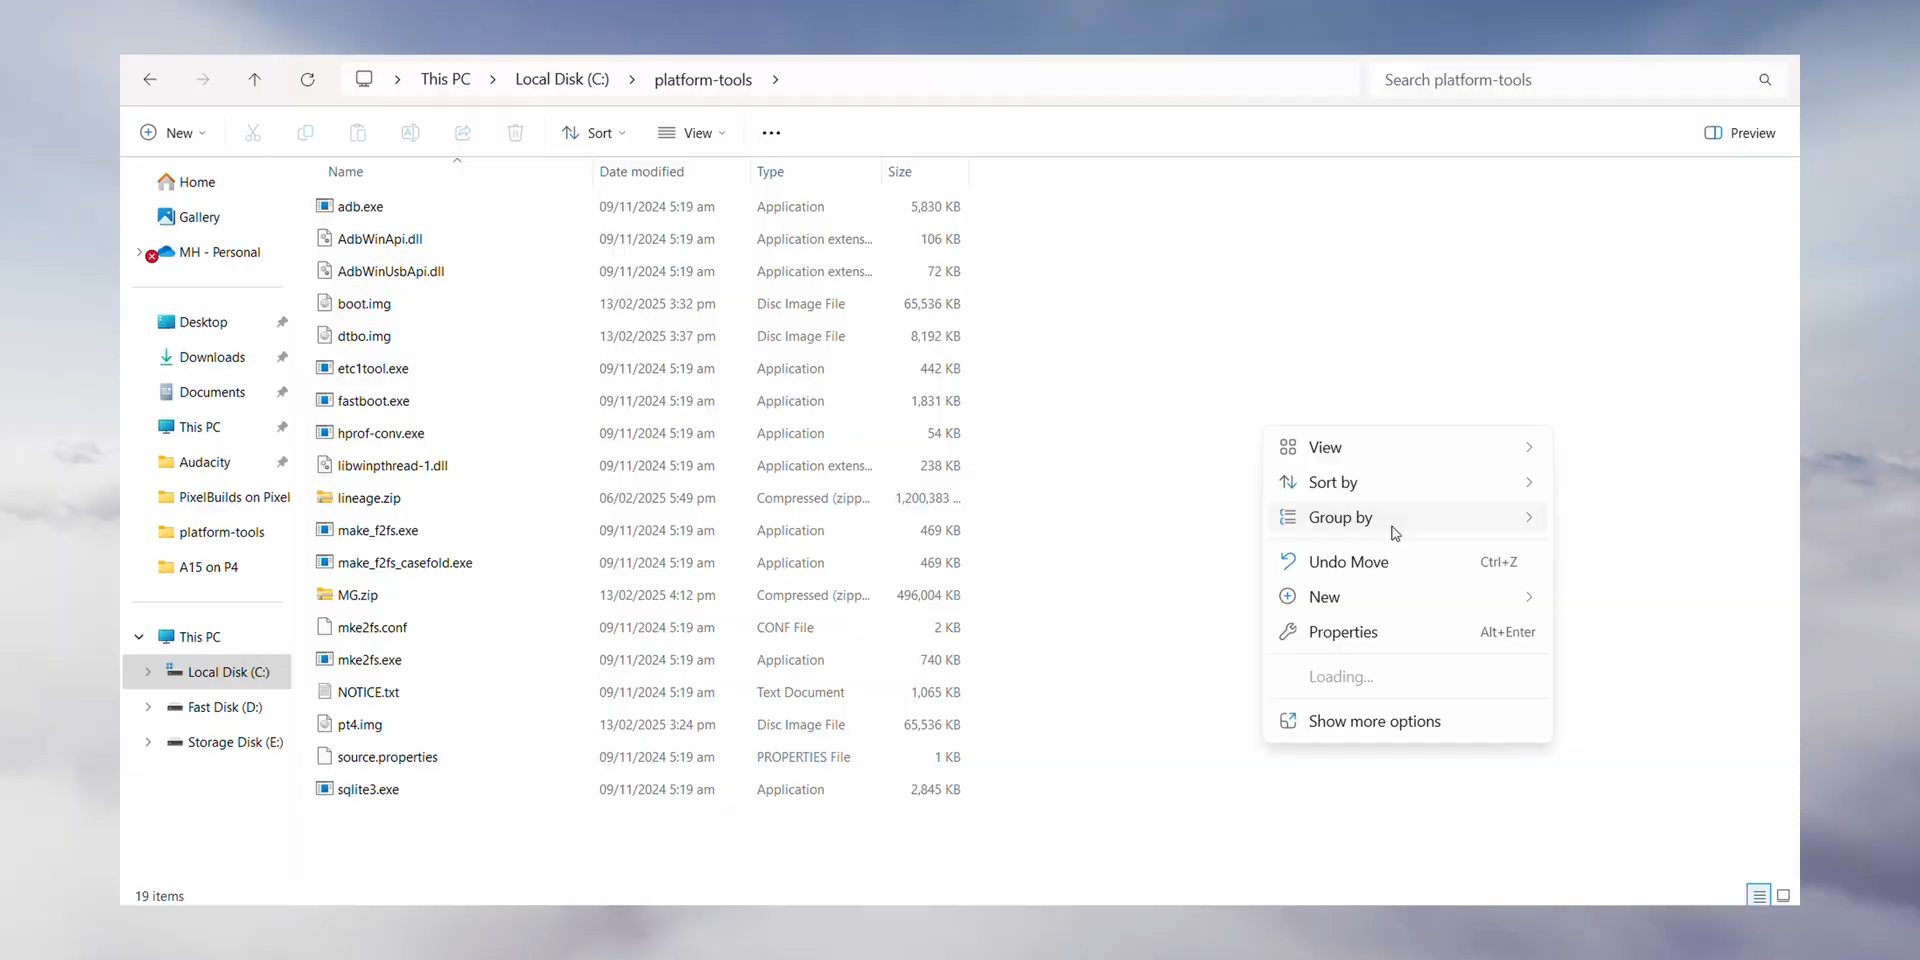 This PC
Local Disk (C:)
platform-tools
Search platform-tools
New
Sort
View
Preview
Home
Gallery
MH - Personal
Desktop
Downloads
Documents
This PC
Audacity
PixelBuilds on Pixel
platform-tools
A15 on P4
This PC
Local Disk (C:)
Fast Disk (D:)
Storage Disk (E:)
Name Date modified Type Size
adb.exe 09/11/2024 5:19 am Application 5,830 KB
AdbWinApi.dll 09/11/2024 5:19 am Application extens... 106 KB
AdbWinUsbApi.dll 09/11/2024 5:19 am Application extens... 72 KB
boot.img 13/02/2025 3:32 pm Disc Image File 65,536 KB
dtbo.img 13/02/2025 3:37 pm Disc Image File 8,192 KB
etc1tool.exe 09/11/2024 5:19 am Application 442 KB
fastboot.exe 09/11/2024 5:19 am Application 1,831 KB
hprof-conv.exe 09/11/2024 5:19 am Application 54 KB
libwinpthread-1.dll 09/11/2024 5:19 am Application extens... 238 KB
lineage.zip 06/02/2025 5:49 pm Compressed (zipp... 1,200,383 ...
make_f2fs.exe 09/11/2024 5:19 am Application 469 KB
make_f2fs_casefold.exe 09/11/2024 5:19 am Application 469 KB
MG.zip 13/02/2025 4:12 pm Compressed (zipp... 496,004 KB
mke2fs.conf 09/11/2024 5:19 am CONF File 2 KB
mke2fs.exe 09/11/2024 5:19 am Application 740 KB
NOTICE.txt 09/11/2024 5:19 am Text Document 1,065 KB
pt4.img 13/02/2025 3:24 pm Disc Image File 65,536 KB
source.properties 09/11/2024 5:19 am PROPERTIES File 1 KB
sqlite3.exe 09/11/2024 5:19 am Application 2,845 KB
View
Sort by
Group by
Undo Move Ctrl+Z
New
Properties Alt+Enter
Loading...
Show more options
19 items